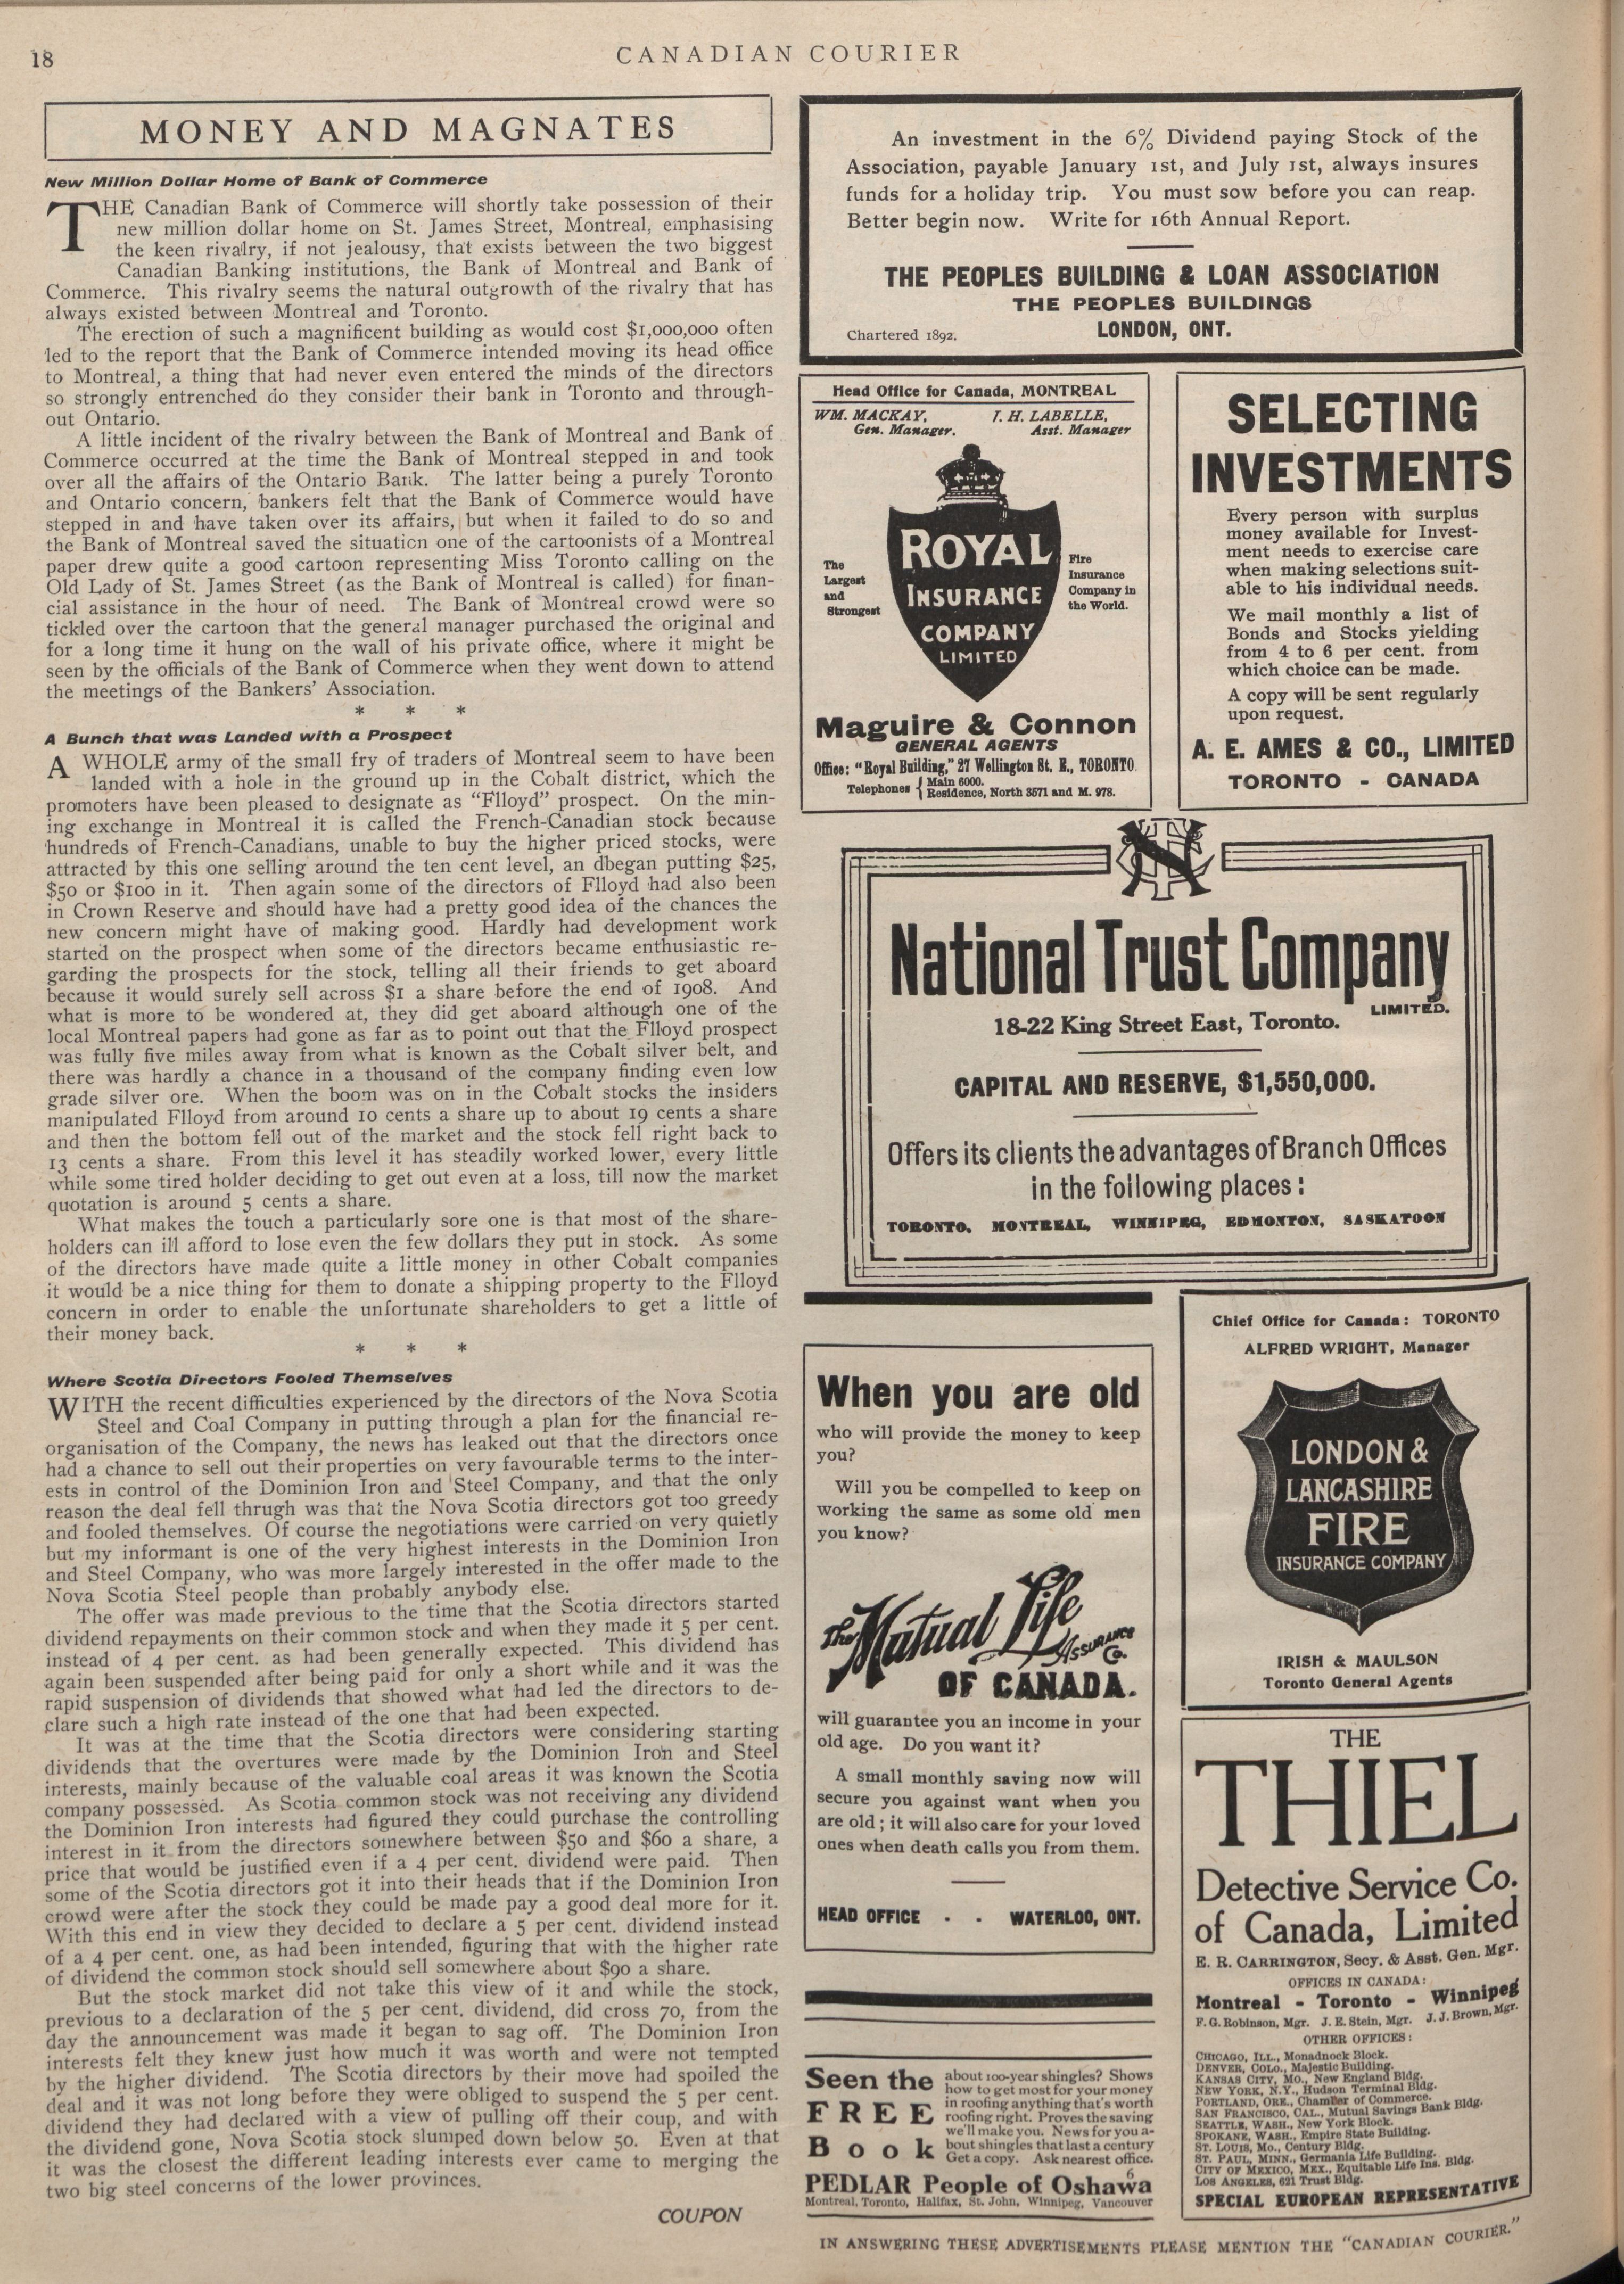 18
CANADIAN COURIER
MONEY AND MAGNATES
New Million Dollar Home of Bank of Commerce
THE Canadian Bank of Commerce will shortly take possession of their
new million dollar home on St. James Street, Montreal, emphasising
the keen rivalry, if not jealousy, that exists between the two biggest
Canadian Banking institutions, the Bank of Montreal and Bank of
Commerce. This rivalry seems the natural outgrowth of the rivalry that has
always existed between Montreal and Toronto.
The erection of such a magnificent building as would cost $1,000,000 often
led to the report that the Bank of Commerce intended moving its head office
to Montreal, a thing that had never even entered the minds of the directors
so strongly entrenched do they consider their bank in Toronto and through-
out Ontario.
A little incident of the rivalry between the Bank of Montreal and Bank of
Commerce occurred at the time the Bank of Montreal stepped in and took
over all the affairs of the Ontario Bank. The latter being a purely Toronto
and Ontario concern, bankers felt that the Bank of Commerce would have
stepped in and have taken over its affairs, but when it failed to do so and
the Bank of Montreal saved the situation one of the cartoonists of a Montreal
paper drew quite a good cartoon representing Miss Toronto calling on the
Old Lady of St. James Street (as the Bank of Montreal is called) for finan-
cial assistance in the hour of need. The Bank of Montreal crowd were so
tickled over the cartoon that the general manager purchased the original and
for a long time it hung on the wall of his private office, where it might be
seen by the officials of the Bank of Commerce when they went down to attend
the meetings of the Bankers' Association.
* * *
A Bunch that was Landed with a Prospect
A WHOLE army of the small fry of traders of Montreal seem to have been
landed with a hole in the ground up in the Cobalt district, which the
promoters have been pleased to designate as "Flloyd" prospect. On the min-
ing exchange in Montreal it is called the French-Canadian stock because
hundreds of French-Canadians, unable to buy the higher priced stocks, were
attracted by this one selling around the ten cent level, an dbegan putting $25,
$50 or $100 in it. Then again some of the directors of Flloyd had also been
in Crown Reserve and should have had a pretty good idea of the chances the
new concern might have of making good. Hardly had development work
started on the prospect when some of the directors became enthusiastic re-
garding the prospects for the stock, telling all their friends to get aboard
because it would surely sell across $1 a share before the end of 1908. And
what is more to be wondered at, they did get aboard although one of the
local Montreal papers had gone as far as to point out that the Flloyd prospect
was fully five miles away from what is known as the Cobalt silver belt, and
there was hardly a chance in a thousand of the company finding even low
grade silver ore. When the boom was on in the Cobalt stocks the insiders
manipulated Flloyd from around 10 cents a share up to about 19 cents a share
and then the bottom fell out of the market and the stock fell right back to
13 cents a share. From this level it has steadily worked lower, every little
while some tired holder deciding to get out even at a loss, till now the market
quotation is around 5 cents a share.
What makes the touch a particularly sore one is that most of the share-
holders can ill afford to lose even the few dollars they put in stock. As some
of the directors have made quite a little money in other Cobalt companies
it would be a nice thing for them to donate a shipping property to the Flloyd
concern in order to enable the unfortunate shareholders to get a little of
their money back.
* * *
Where Scotia Directors Fooled Themselves
WITH the recent difficulties experienced by the directors of the Nova Scotia
Steel and Coal Company in putting through a plan for the financial re-
organisation of the Company, the news has leaked out that the directors once
had a chance to sell out their properties on very favourable terms to the inter-
ests in control of the Dominion Iron and Steel Company, and that the only
reason the deal fell thrugh was that the Nova Scotia directors got too greedy
and fooled themselves. Of course the negotiations were carried on very quietly
but my informant is one of the very highest interests in the Dominion Iron
and Steel Company, who was more largely interested in the offer made to the
Nova Scotia Steel people than probably anybody else.
The offer was made previous to the time that the Scotia directors started
dividend repayments on their common stock and when they made it 5 per cent.
instead of 4 per cent. as had been generally expected. This dividend has
again been suspended after being paid for only a short while and it was the
rapid suspension of dividends that showed what had led the directors to de-
clare such a high rate instead of the one that had been expected.
It was at the time that the Scotia directors were considering starting
dividends that the overtures were made by the Dominion Iron and Steel
interests, mainly because of the valuable coal areas it was known the Scotia
company possessed. As Scotia common stock was not receiving any dividend
the Dominion Iron interests had figured they could purchase the controlling
interest in it from the directors somewhere between $50 and $60 a share, a
price that would be justified even if a 4 per cent. dividend were paid. Then
some of the Scotia directors got it into their heads that if the Dominion Iron
crowd were after the stock they could be made pay a good deal more for it.
With this end in view they decided to declare a 5 per cent. dividend instead
of a 4 per cent. one, as had been intended, figuring that with the higher rate
of dividend the common stock should sell somewhere about $90 a share.
But the stock market did not take this view of it and while the stock,
previous to a declaration of the 5 per cent. dividend, did cross 70, from the
day the announcement was made it began to sag off. The Dominion Iron
interests felt they knew just how much it was worth and were not tempted
by the higher dividend. The Scotia directors by their move had spoiled the
deal and it was not long before they were obliged to suspend the 5 per cent.
dividend they had declared with a view of pulling off their coup, and with
the dividend gone, Nova Scotia stock slumped down below 50. Even at that
it was the closest the different leading interests ever came to merging the
two big steel concerns of the lower provinces.
COUPON
An investment in the 6% Dividend paying Stock of the
Association, payable January 1st, and July 1st, always insures
funds for a holiday trip. You must sow before you can reap.
Better begin now. Write for 16th Annual Report.
THE PEOPLES BUILDING & LOAN ASSOCIATION
THE PEOPLES BUILDINGS
Chartered 1892. LONDON, ONT.
Head Office for Canada, MONTREAL
WM. MACKAY, J. H. LABELLE,
Gen. Manager. Asst. Manager
ROYAL
INSURANCE
COMPANY
LIMITED
The
Largest
and
Strongest
Fire
Insurance
Company in
the World.
Maguire & Connon
GENERAL AGENTS
Office: "Royal Building," 27 Wellington St. E., TORONTO
Telephones { Main 6000.
Residence, North 3571 and M. 978.
SELECTING
INVESTMENTS
Every person with surplus
money available for Invest-
ment needs to exercise care
when making selections suit-
able to his individual needs.
We mail monthly a list of
Bonds and Stocks yielding
from 4 to 6 per cent. from
which choice can be made.
A copy will be sent regularly
upon request.
A. E. AMES & CO., LIMITED
TORONTO - CANADA
National Trust Company
LIMITED.
18-22 King Street East, Toronto.
CAPITAL AND RESERVE, $1,550,000.
Offers its clients the advantages of Branch Offices
in the following places:
TORONTO, MONTREAL, WINNIPEG, EDMONTON, SASKATOON
When you are old
who will provide the money to keep
you?
Will you be compelled to keep on
working the same as some old men
you know?
The Mutual Life
Assurance
Co.
OF CANADA.
will guarantee you an income in your
old age. Do you want it?
A small monthly saving now will
secure you against want when you
are old; it will also care for your loved
ones when death calls you from them.
HEAD OFFICE - - WATERLOO, ONT.
Chief Office for Canada: TORONTO
ALFRED WRIGHT, Manager
LONDON &
LANCASHIRE
FIRE
INSURANCE COMPANY
IRISH & MAULSON
Toronto General Agents
Seen the
FREE
Book
about 100-year shingles? Shows
how to get most for your money
in roofing anything that's worth
roofing right. Proves the saving
we'll make you. News for you a-
bout shingles that last a century
Get a copy. Ask nearest office.
6
PEDLAR People of Oshawa
Montreal, Toronto, Halifax, St. John, Winnipeg, Vancouver
THE
THIEL
Detective Service Co.
of Canada, Limited
E. R. CARRINGTON, Secy. & Asst. Gen. Mgr.
OFFICES IN CANADA:
Montreal - Toronto - Winnipeg
F. G. Robinson, Mgr. J. E. Stein, Mgr. J. J. Brown, Mgr.
OTHER OFFICES:
CHICAGO, ILL., Monadnock Block.
DENVER, COLO., Majestic Building.
KANSAS CITY, MO., New England Bldg.
NEW YORK, N.Y., Hudson Terminal Bldg.
PORTLAND, ORE., Chamber of Commerce.
SAN FRANCISCO, CAL., Mutual Savings Bank Bldg.
SEATTLE, WASH., New York Block.
SPOKANE, WASH., Empire State Building.
ST. LOUIS, MO., Century Bldg.
ST. PAUL, MINN., Germania Life Building.
CITY OF MEXICO, MEX., Equitable Life Ins. Bldg.
LOS ANGELES, 621 Trust Bldg.
SPECIAL EUROPEAN REPRESENTATIVE
IN ANSWERING THESE ADVERTISEMENTS PLEASE MENTION THE "CANADIAN COURIER."